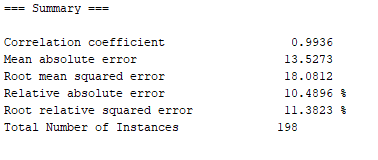 === Summary ===
Correlation coefficient 0.9936
Mean absolute error 13.5273
Root mean squared error 18.0812
Relative absolute error 10.4896 %
Root relative squared error 11.3823 %
Total Number of Instances 198